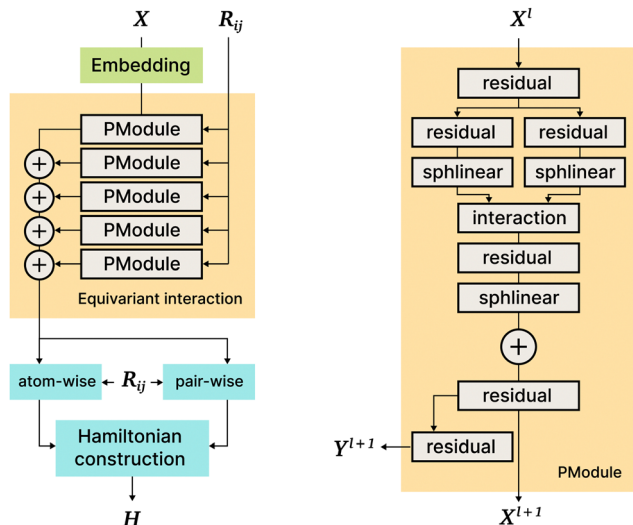 X
R_ij
Embedding
PModule
PModule
PModule
PModule
PModule
+
+
+
+
Equivariant interaction
atom-wise
R_ij
pair-wise
Hamiltonian
construction
H
X^l
residual
residual
residual
sphlinear
sphlinear
interaction
residual
sphlinear
+
residual
residual
Y^{l+1}
PModule
X^{l+1}